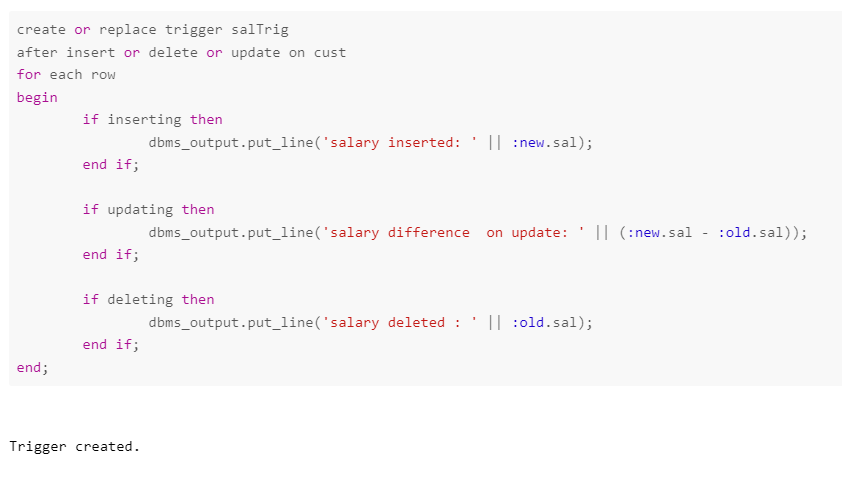 create or replace trigger salTrig
after insert or delete or update on cust
for each row
begin
        if inserting then
                dbms_output.put_line('salary inserted: ' || :new.sal);
        end if;

        if updating then
                dbms_output.put_line('salary difference  on update: ' || (:new.sal - :old.sal));
        end if;

        if deleting then
                dbms_output.put_line('salary deleted : ' || :old.sal);
        end if;
end;

Trigger created.